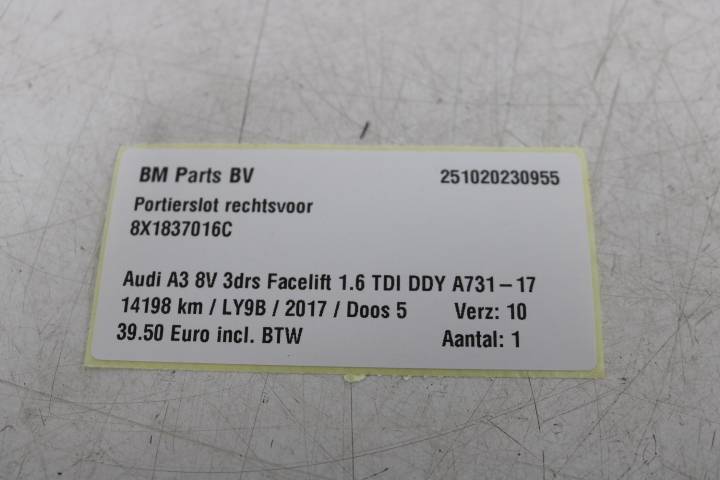 BM Parts BV 251020230955
Portierslot rechtsvoor
8X1837016C
Audi A3 8V 3drs Facelift 1.6 TDI DDY A731-17
14198 km / LY9B / 2017 / Doos 5 Verz: 10
39.50 Euro incl. BTW Aantal: 1